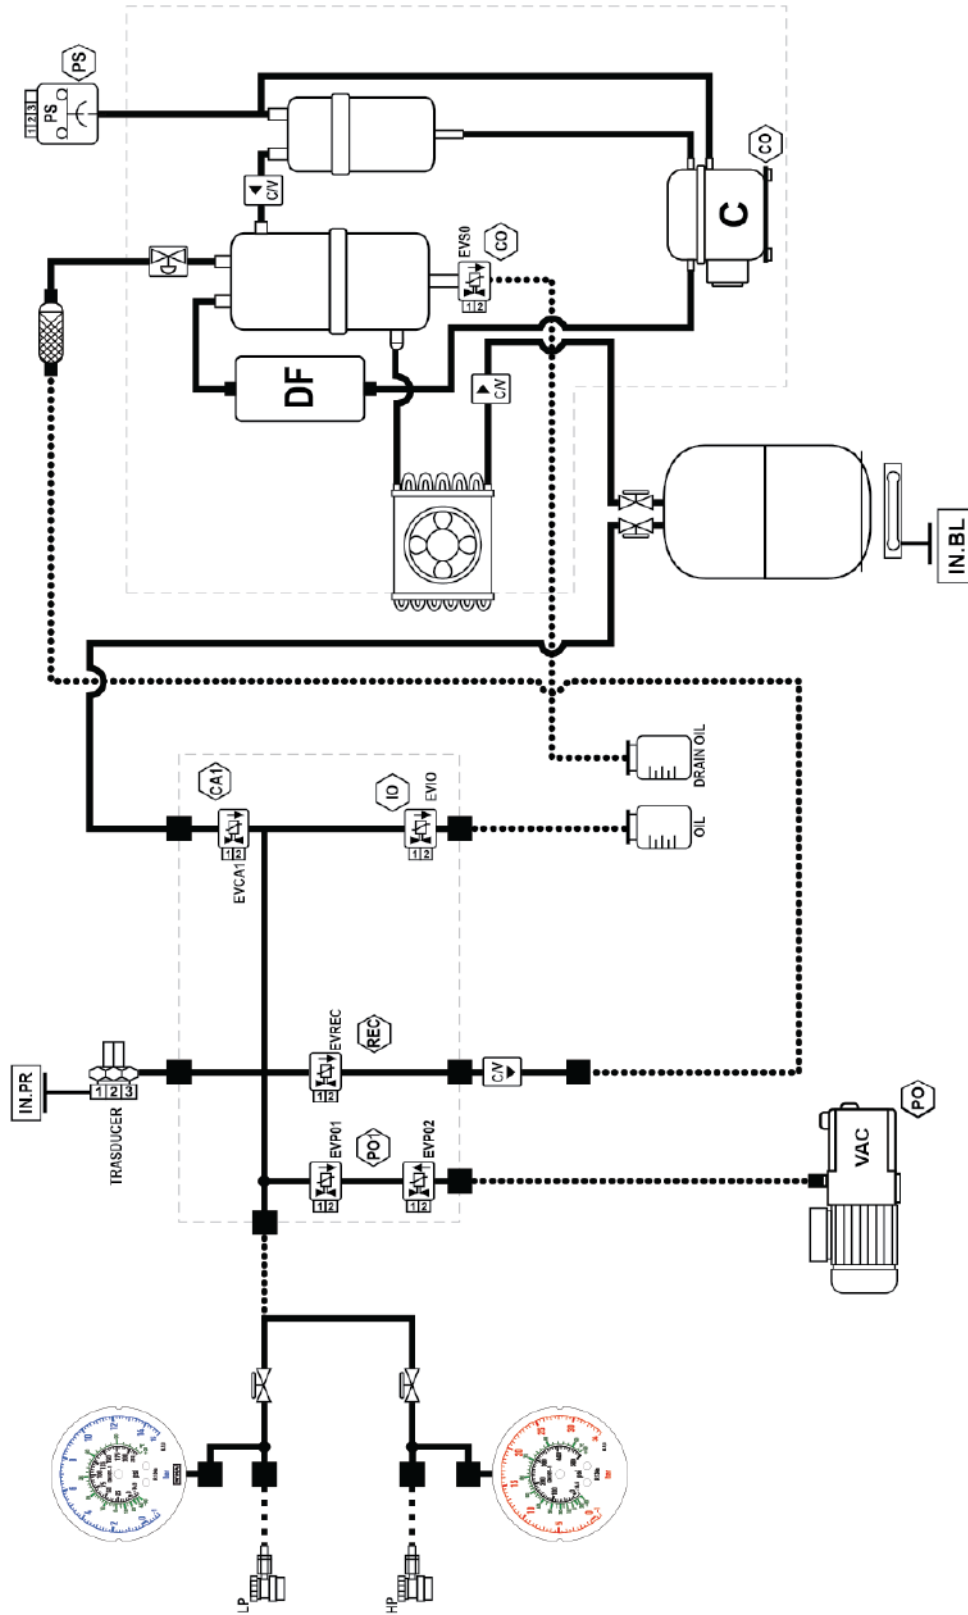 1 2 3
PS
PS
C/V
CO
C
EVS0
CO
1 2
DF
C/V
IN.BL
CA1
1 2
EVCA1
IO
EVIO
1 2
DRAIN OIL
OIL
IN.PR
1 2 3
TRASDUCER
EVREC
REC
1 2
C/V
EVP01
PO1
1 2
EVP02
1 2
PO
VAC
LP
HP